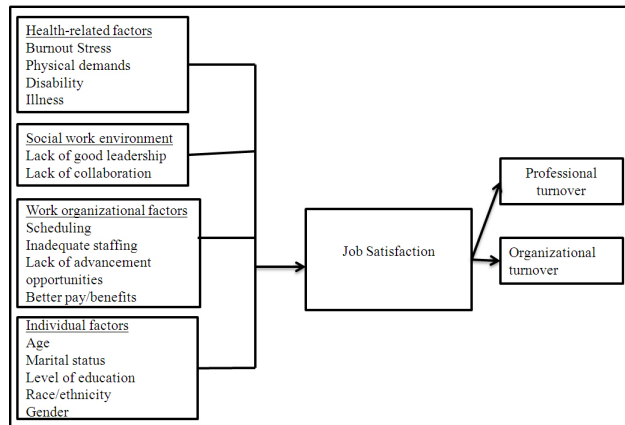 Health-related factors
Burnout Stress
Physical demands
Disability
Illness
Social work environment
Lack of good leadership
Lack of collaboration
Work organizational factors
Scheduling
Inadequate staffing
Lack of advancement
opportunities
Better pay/benefits
Individual factors
Age
Marital status
Level of education
Race/ethnicity
Gender
Job Satisfaction
Professional
turnover
Organizational
turnover